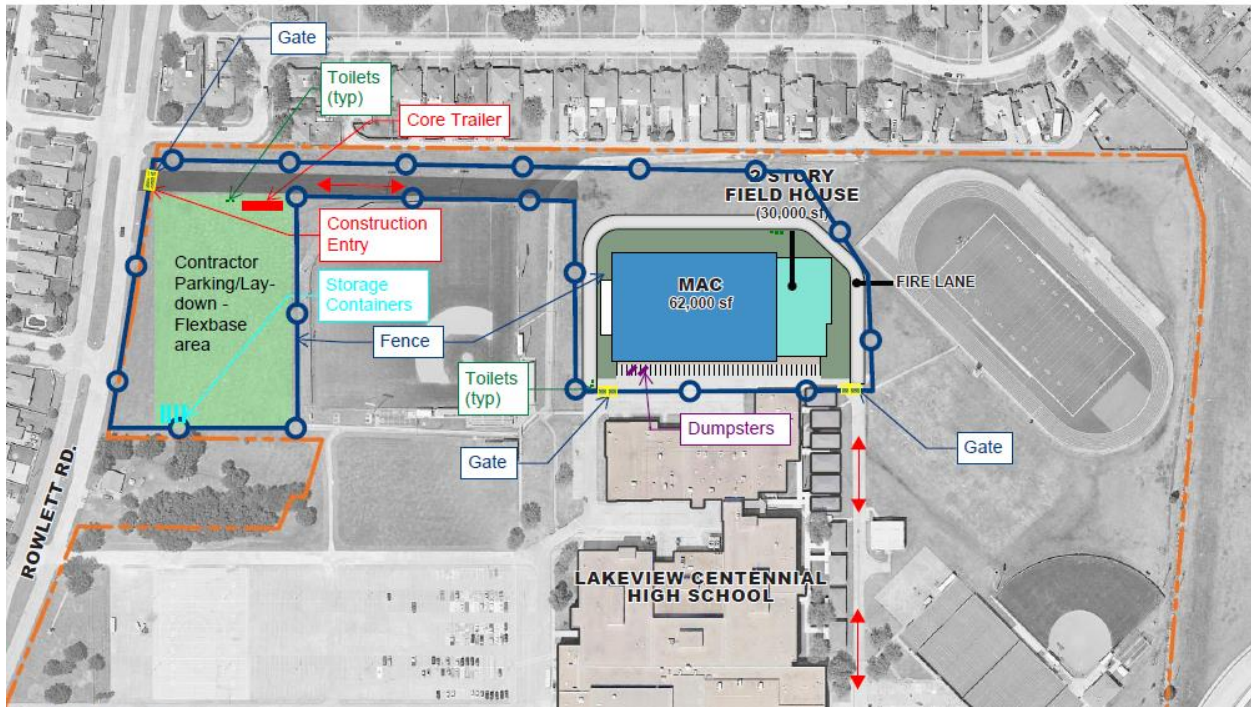 Gate
Toilets
(typ)
Core Trailer
2 STORY
FIELD HOUSE
(30,000 sf)
Construction
Entry
Contractor
Parking/Lay-
down -
Flexbase
area
Storage
Containers
MAC
62,000 sf
FIRE LANE
Fence
Toilets
(typ)
Dumpsters
Gate
Gate
ROWLETT RD.
LAKEVIEW CENTENNIAL
HIGH SCHOOL